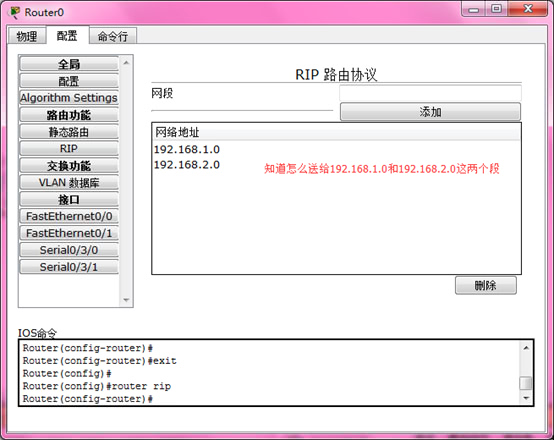 Router0
物理 配置 命令行
全局
配置
Algorithm Settings
路由功能
静态路由
RIP
交换功能
VLAN 数据库
接口
FastEthernet0/0
FastEthernet0/1
Serial0/3/0
Serial0/3/1
RIP 路由协议
网段
添加
网络地址
192.168.1.0
192.168.2.0
知道怎么送给192.168.1.0和192.168.2.0这两个段
删除
IOS命令
Router(config-router)#
Router(config-router)#exit
Router(config)#
Router(config)#router rip
Router(config-router)#